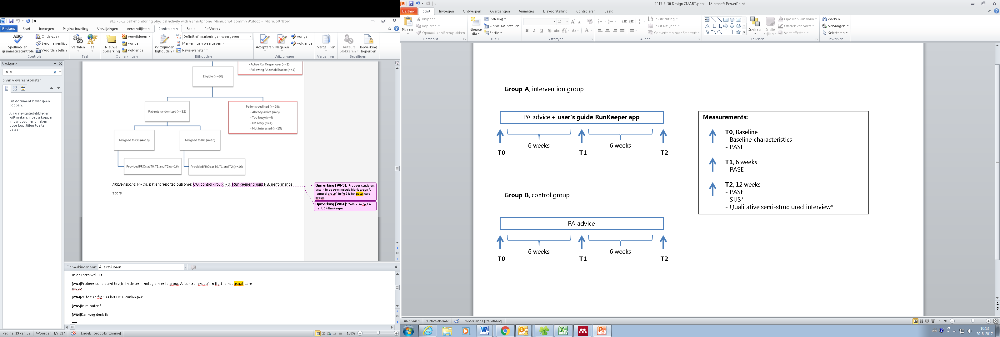 2017-8-17 Self-monitoring physical activity with a smartphone_Manuscript_commNW.docx - Microsoft Word
Bestand Start Invoegen Pagina-indeling Verwijzingen Verzendlijsten Controleren Beeld RefWorks
ABC
Spelling- en
grammaticacontrole
Onderzoek
Synoniemenlijst
Woorden tellen
Controle
Vertalen
Taal
Taal
Nieuwe
opmerking
Verwijderen
Vorige
Volgende
Opmerkingen
Wijzigingen
bijhouden
Definitief: markeringen weergeven
Markeringen weergeven
Revisievenster
Bijhouden
Accepteren
Negeren
Vorige
Volgende
Wijzigingen
Vergelijken
Vergelijken
Auteurs
blokkeren
Bewerking
beperken
Beveiligen
Navigatie
usual
5 van 6 overeenkomsten
Dit document bevat geen
koppen.
Als u navigatietabbladen
wilt maken, moet u koppen
in uw document maken
door kopstijlen toe te
passen.
- Active RunKeeper user (n=1)
- Following PA rehabilitation (n=1)
Eligible (n=60)
Patients randomized (n=32)
Patients declined (n=28):
- Already active (n=5)
- Too busy (n=4)
- No reply (n=4)
- Not interested (n=15)
Assigned to CG (n=16)
Assigned to RG (n=16)
Provided PROs at T0, T1 and T2 (n=16)
Provided PROs at T0, T1 and T2 (n=16)
Abbreviations: PROs, patient reported outcome; CG, control group; RG, RunKeeper group; PS, performance
score
Opmerking [WN3]: Probeer consistent
te zijn in de terminologie hier is group A
‘control group’, in fig 1 is het usual care
group
Opmerking [WN4]: Zelfde: in fig 1 is
het UC + Runkeeper
Opmerkingen van: Alle revisoren
in de intro wel uit.
[WN3]Probeer consistent te zijn in de terminologie hier is group A ‘control group’, in fig 1 is het usual care
group
[WN4]Zelfde: in fig 1 is het UC + Runkeeper
[WN5]In minuten?
[WN6]Kan weg denk ik
Pagina: 19 van 32 Woorden: 1/7.017 Engels (Groot-Brittannië) 100%
2015-6-30 Design SMART.pptx - Microsoft PowerPoint
Bestand Start Invoegen Ontwerpen Overgangen Animaties Diavoorstelling Controleren Beeld
Plakken
Knippen
Kopiëren
Opmaak kopiëren/plakken
Klembord
Nieuwe
dia
Indeling
Opnieuw instellen
Sectie
Dia's
10
B I U S abc AV Aa A
Lettertype
Tekstrichting
Tekst uitlijnen
Converteren naar SmartArt
Alinea
Schikken
Snelle
stijlen
Opvullen van vorm
Omtrek van vorm
Vormeffecten
Tekenen
Zoeken
Vervangen
Selecteren
Bewerken
Group A, intervention group
PA advice + user’s guide RunKeeper app
6 weeks 6 weeks
T0 T1 T2
Group B, control group
PA advice
6 weeks 6 weeks
T0 T1 T2
Measurements:
T0, Baseline
- Baseline characteristics
- PASE
T1, 6 weeks
- PASE
T2, 12 weeks
- PASE
- SUS*
- Qualitative semi-structured interview*
Dia 1 van 1 'Office-thema' Nederlands (standaard) 150%
10:13
30-8-2017